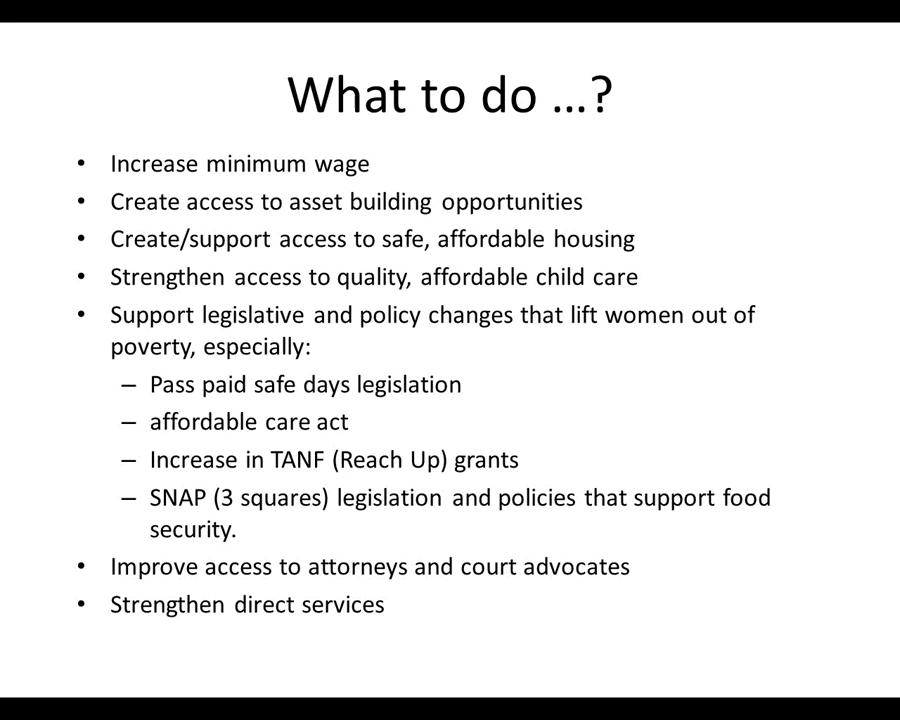 What to do …?
• Increase minimum wage
• Create access to asset building opportunities
• Create/support access to safe, affordable housing
• Strengthen access to quality, affordable child care
• Support legislative and policy changes that lift women out of
poverty, especially:
– Pass paid safe days legislation
– affordable care act
– Increase in TANF (Reach Up) grants
– SNAP (3 squares) legislation and policies that support food
security.
• Improve access to attorneys and court advocates
• Strengthen direct services